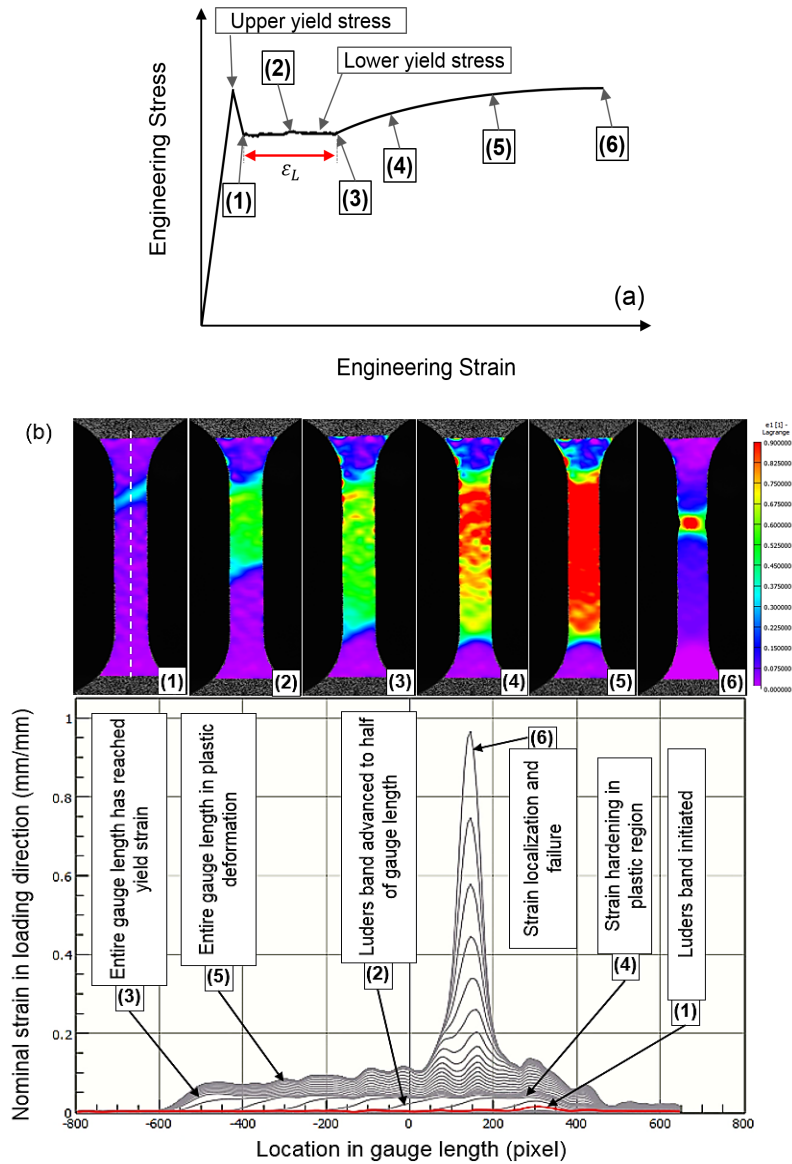 Upper yield stress
(2)
Lower yield stress
Engineering Stress
(1)
εL
(3)
(4)
(5)
(6)
(a)
Engineering Strain
(b)
(1)
(2)
(3)
(4)
(5)
(6)
e1 [1] -
Lagrange
0.900000
0.825000
0.750000
0.675000
0.600000
0.525000
0.450000
0.375000
0.300000
0.225000
0.150000
0.075000
0.000000
Nominal strain in loading direction (mm/mm)
1
0.8
0.6
0.4
0.2
0
Entire gauge length has reached
yield strain
(3)
Entire gauge length in plastic
deformation
(5)
Luders band advanced to half
of gauge length
(2)
(6)
Strain localization and
failure
Strain hardening in
plastic region
(4)
Luders band initiated
(1)
-800
-600
-400
-200
0
200
400
600
800
Location in gauge length (pixel)